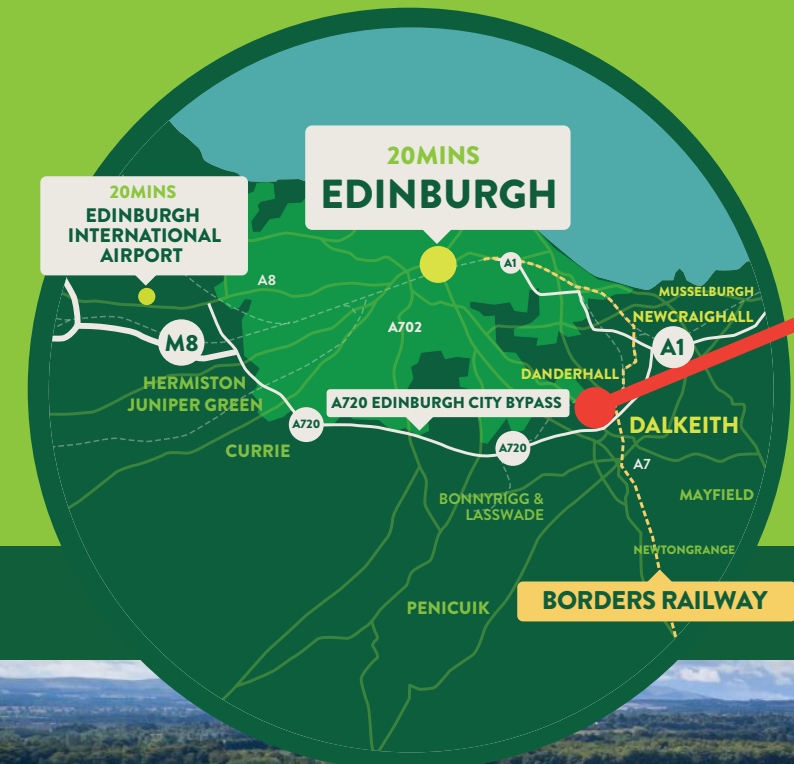 20MINS
EDINBURGH
20MINS
EDINBURGH
INTERNATIONAL
AIRPORT
A1
A8
MUSSELBURGH
NEWCRAIGHALL
A702
M8
A1
DANDERHALL
HERMISTON
JUNIPER GREEN
A720 EDINBURGH CITY BYPASS
A720
DALKEITH
CURRIE
A720
A7
BONNYRIGG &
LASSWADE
MAYFIELD
NEWTONGRANGE
PENICUIK
BORDERS RAILWAY